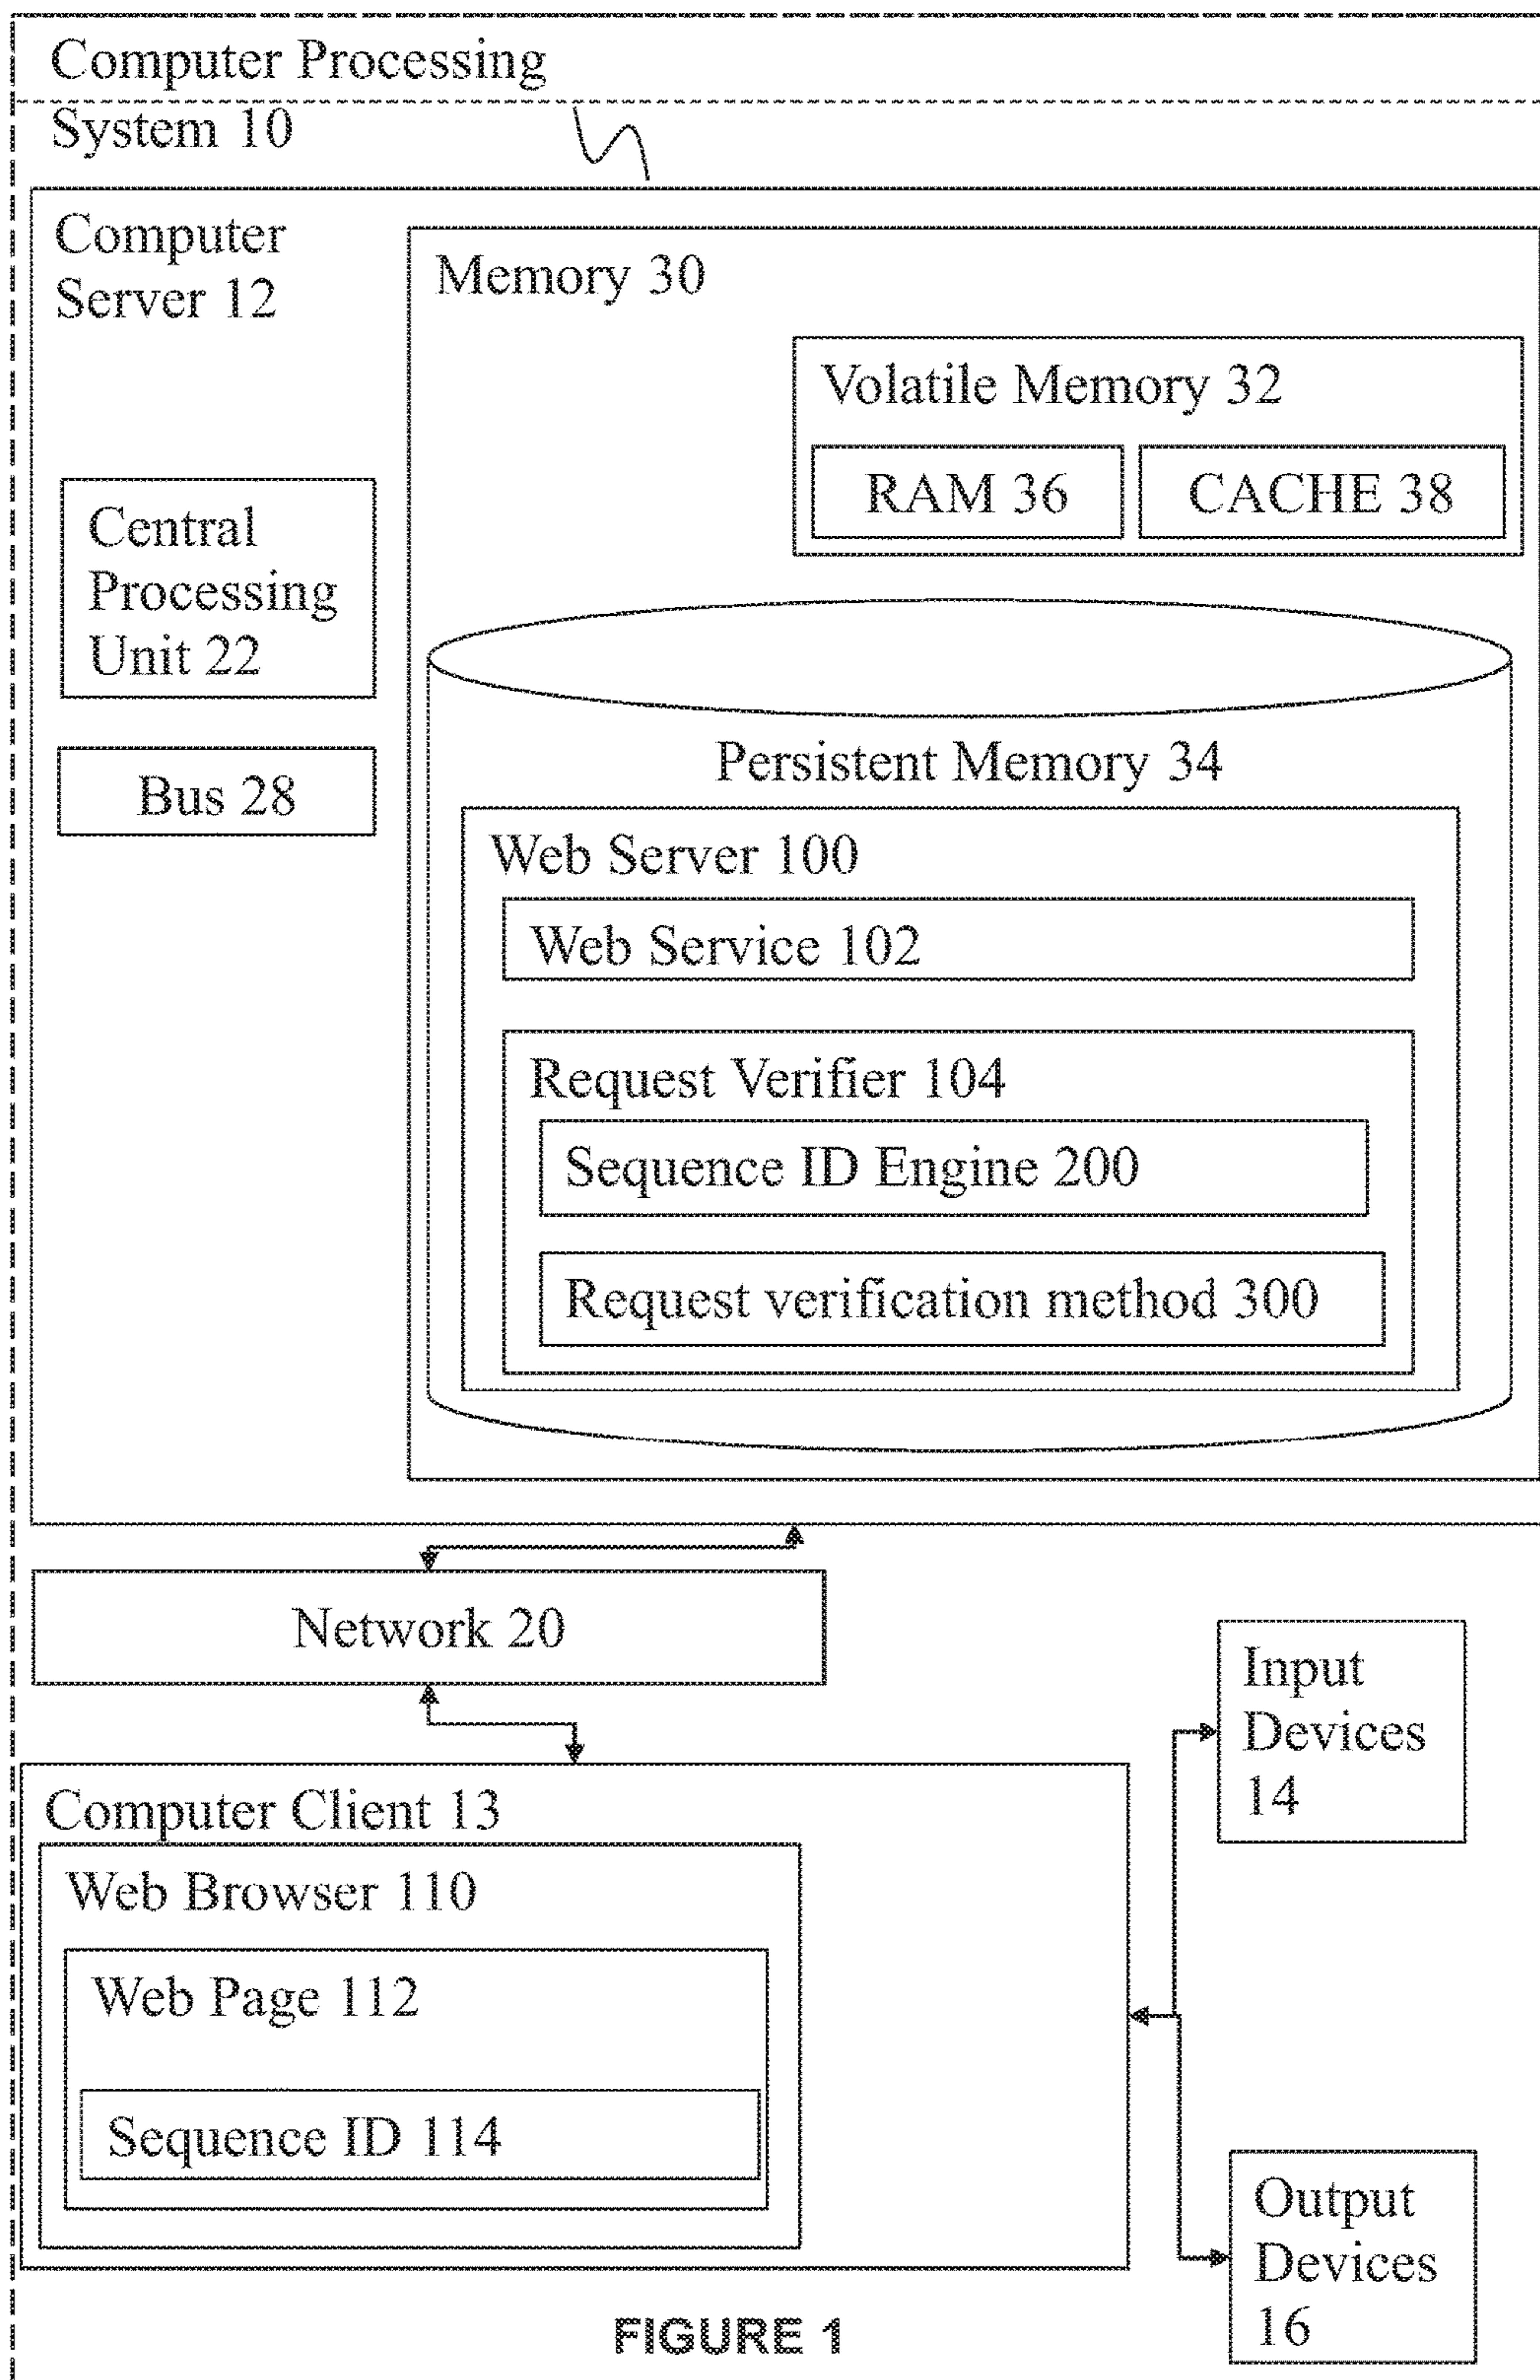 Computer Processing
System 10
Computer
Server 12
Memory 30
Volatile Memory 32
RAM 36
CACHE 38
Central
Processing
Unit 22
Bus 28
Persistent Memory 34
Web Server 100
Web Service 102
Request Verifier 104
Sequence ID Engine 200
Request verification method 300
Network 20
Input
Devices
14
Computer Client 13
Web Browser 110
Web Page 112
Sequence ID 114
Output
Devices
16
FIGURE 1